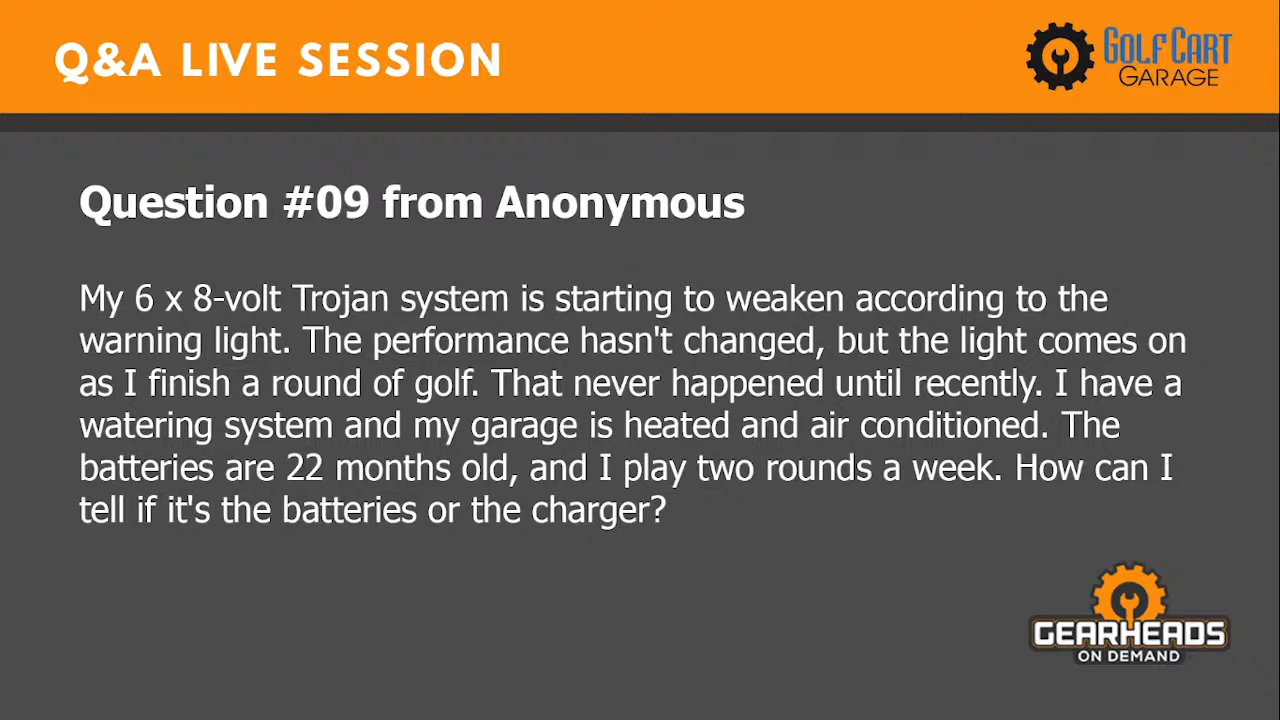 Q&A LIVE SESSION
GOLF CART
GARAGE
Question #09 from Anonymous
My 6 x 8-volt Trojan system is starting to weaken according to the
warning light. The performance hasn't changed, but the light comes on
as I finish a round of golf. That never happened until recently. I have a
watering system and my garage is heated and air conditioned. The
batteries are 22 months old, and I play two rounds a week. How can I
tell if it's the batteries or the charger?
GEARHEADS
ON DEMAND